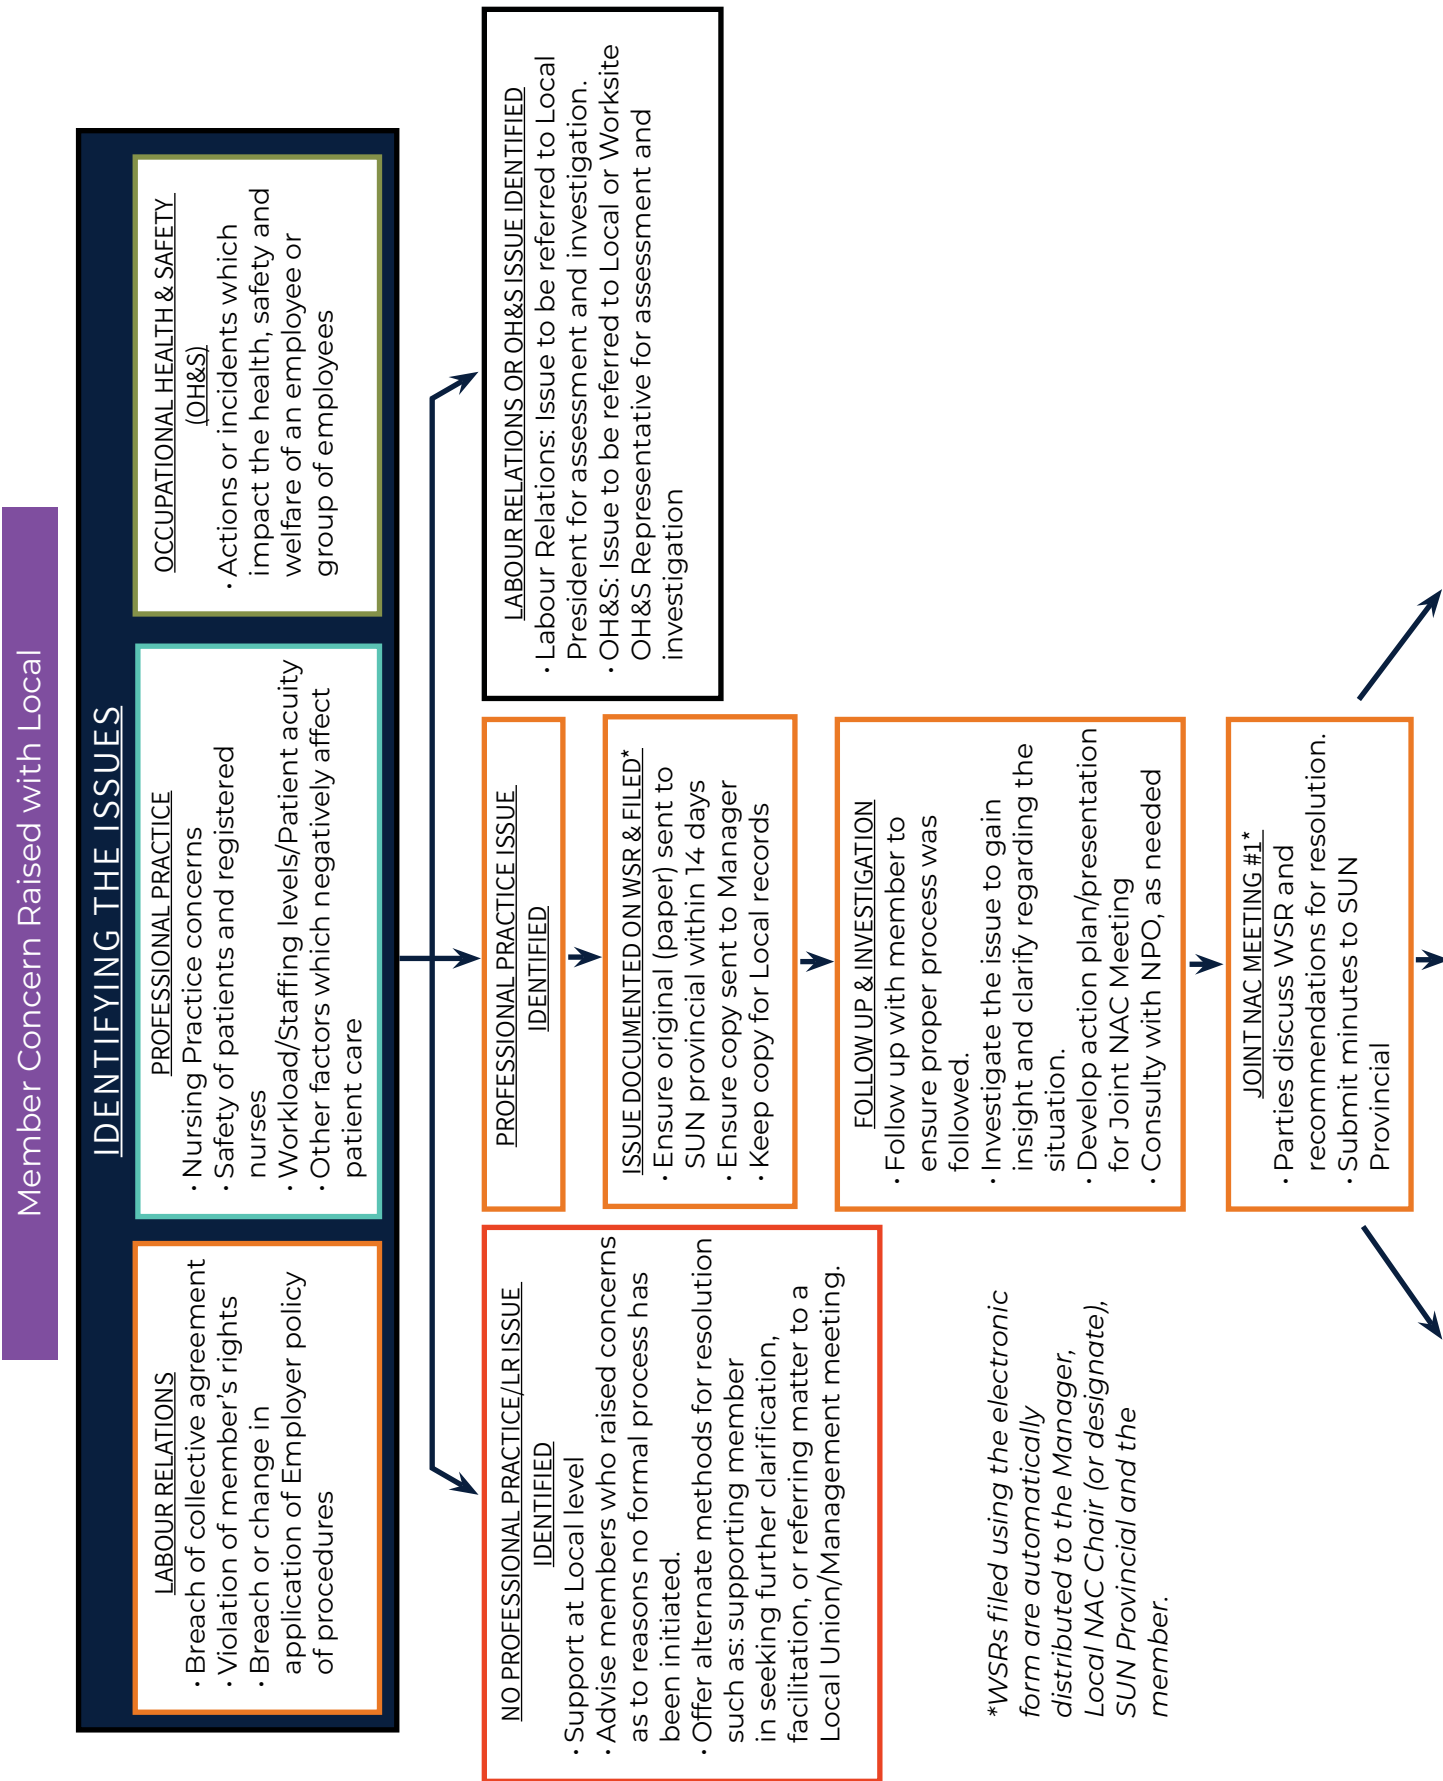 Member Concern Raised with Local
IDENTIFYING THE ISSUES
LABOUR RELATIONS
· Breach of collective agreement
· Violation of member's rights
· Breach or change in
application of Employer policy
of procedures
PROFESSIONAL PRACTICE
· Nursing Practice concerns
· Safety of patients and registered
nurses
· Workload/Staffing levels/Patient acuity
· Other factors which negatively affect
patient care
OCCUPATIONAL HEALTH & SAFETY
(OH&S)
· Actions or incidents which
impact the health, safety and
welfare of an employee or
group of employees
NO PROFESSIONAL PRACTICE/LR ISSUE
IDENTIFIED
· Support at Local level
· Advise members who raised concerns
as to reasons no formal process has
been initiated.
· Offer alternate methods for resolution
such as: supporting member
in seeking further clarification,
facilitation, or referring matter to a
Local Union/Management meeting.
PROFESSIONAL PRACTICE ISSUE
IDENTIFIED
ISSUE DOCUMENTED ON WSR & FILED*
· Ensure original (paper) sent to
SUN provincial within 14 days
· Ensure copy sent to Manager
· Keep copy for Local records
LABOUR RELATIONS OR OH&S ISSUE IDENTIFIED
· Labour Relations: Issue to be referred to Local
President for assessment and investigation.
· OH&S: Issue to be referred to Local or Worksite
OH&S Representative for assessment and
investigation
FOLLOW UP & INVESTIGATION
· Follow up with member to
ensure proper process was
followed.
· Investigate the issue to gain
insight and clarify regarding the
situation.
· Develop action plan/presentation
for Joint NAC Meeting
· Consulty with NPO, as needed
JOINT NAC MEETING #1*
· Parties discuss WSR and
recommendations for resolution.
· Submit minutes to SUN
Provincial
*WSRs filed using the electronic
form are automatically
distributed to the Manager,
Local NAC Chair (or designate),
SUN Provincial and the
member.